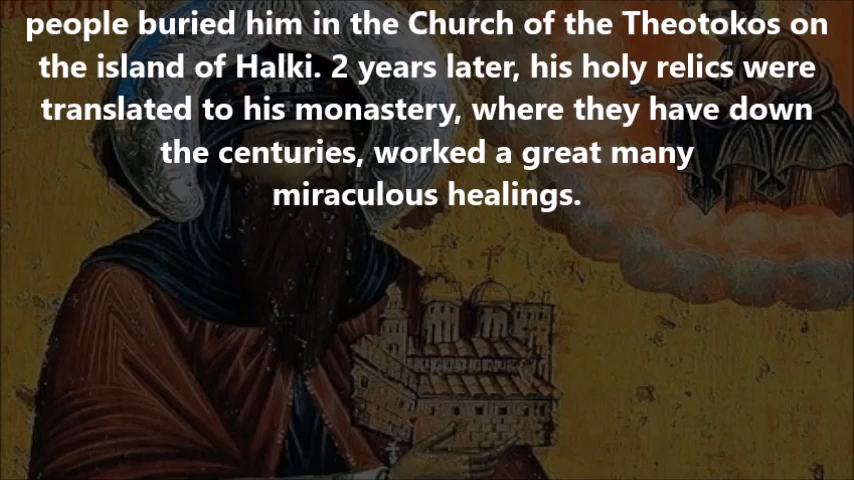 people buried him in the Church of the Theotokos on
the island of Halki. 2 years later, his holy relics were
translated to his monastery, where they have down
the centuries, worked a great many
miraculous healings.